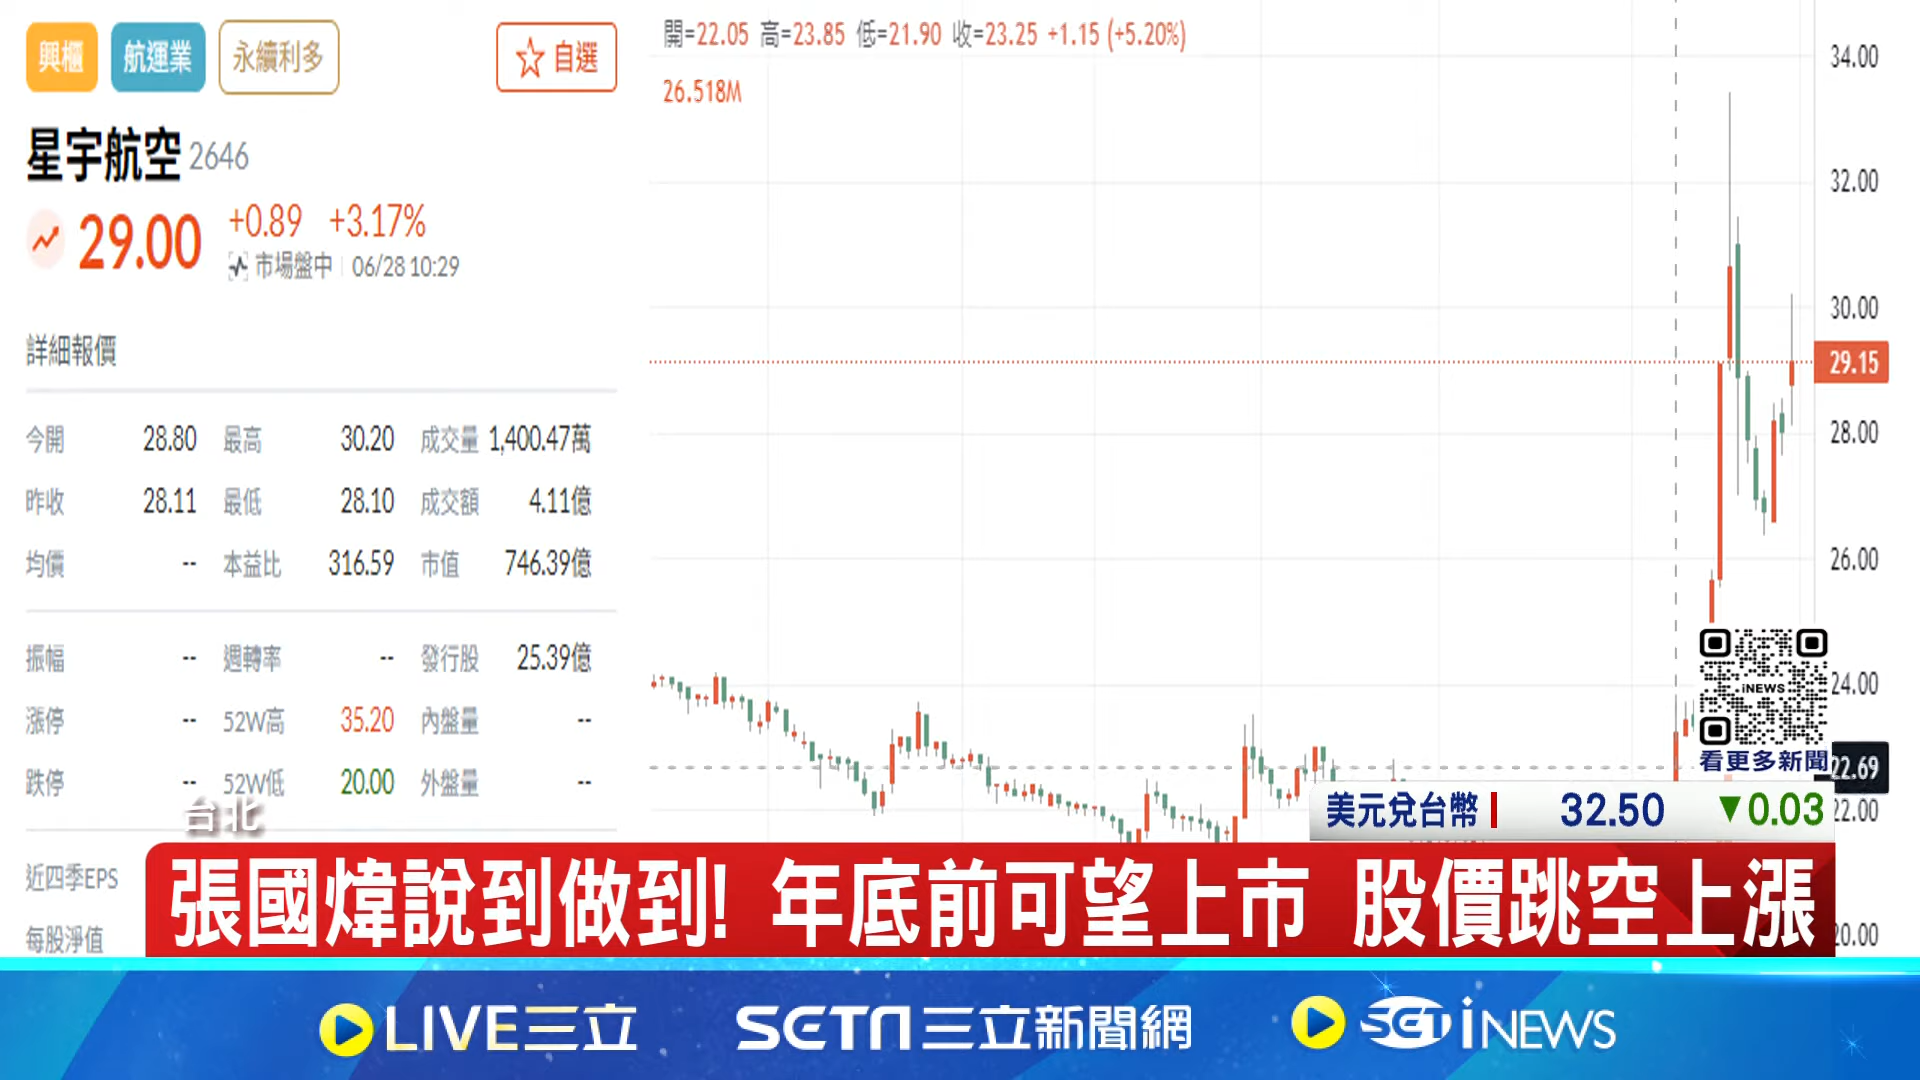 興櫃 航運業 永續利多 ☆自選
星宇航空 2646
29.00 +0.89 +3.17%
市場盤中 06/28 10:29
詳細報價
今開 28.80 最高 30.20 成交量 1,400.47萬
昨收 28.11 最低 28.10 成交額 4.11億
均價 -- 本益比 316.59 市值 746.39億
振幅 -- 週轉率 -- 發行股 25.39億
漲停 -- 52W高 35.20 內盤量 --
跌停 -- 52W低 20.00 外盤量 --
近四季EPS
每股淨值
開=22.05 高=23.85 低=21.90 收=23.25 +1.15 (+5.20%)
26.518M
34.00
32.00
30.00
29.15
28.00
26.00
24.00
22.69
22.00
20.00
iNEWS
看更多新聞
美元兌台幣 32.50 ▼0.03
台北
張國煒說到做到! 年底前可望上市 股價跳空上漲
LIVE三立 SETN三立新聞網 SET iNEWS